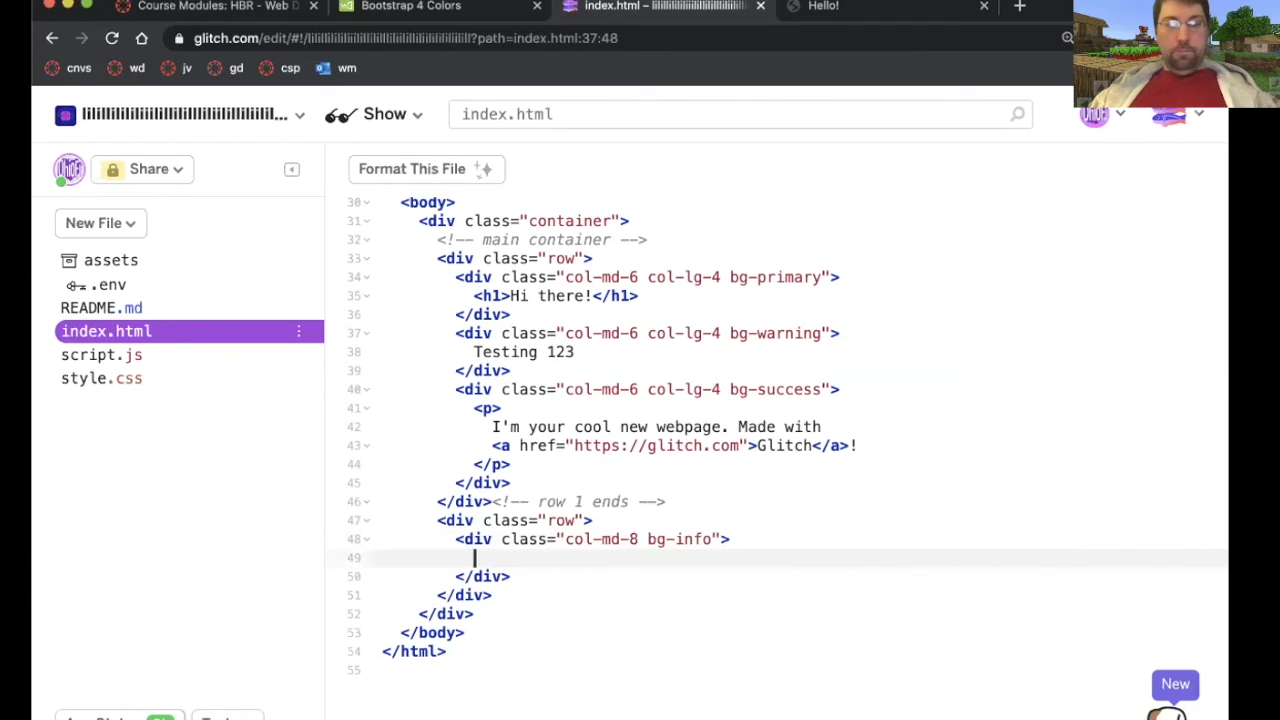 Course Modules: HBR - Web D
Bootstrap 4 Colors
index.html –
Hello!
glitch.com/edit/#!/
?path=index.html:37:48
cnvs
wd
jv
gd
csp
wm
Show
index.html
Share
Format This File
New File
assets
.env
README.md
index.html
script.js
style.css
30 <body>
31 <div class="container">
32 <!-- main container -->
33 <div class="row">
34 <div class="col-md-6 col-lg-4 bg-primary">
35 <h1>Hi there!</h1>
36 </div>
37 <div class="col-md-6 col-lg-4 bg-warning">
38 Testing 123
39 </div>
40 <div class="col-md-6 col-lg-4 bg-success">
41 <p>
42 I'm your cool new webpage. Made with
43 <a href="https://glitch.com">Glitch</a>!
44 </p>
45 </div>
46 </div><!-- row 1 ends -->
47 <div class="row">
48 <div class="col-md-8 bg-info">
49
50 </div>
51 </div>
52 </div>
53 </body>
54 </html>
55
New